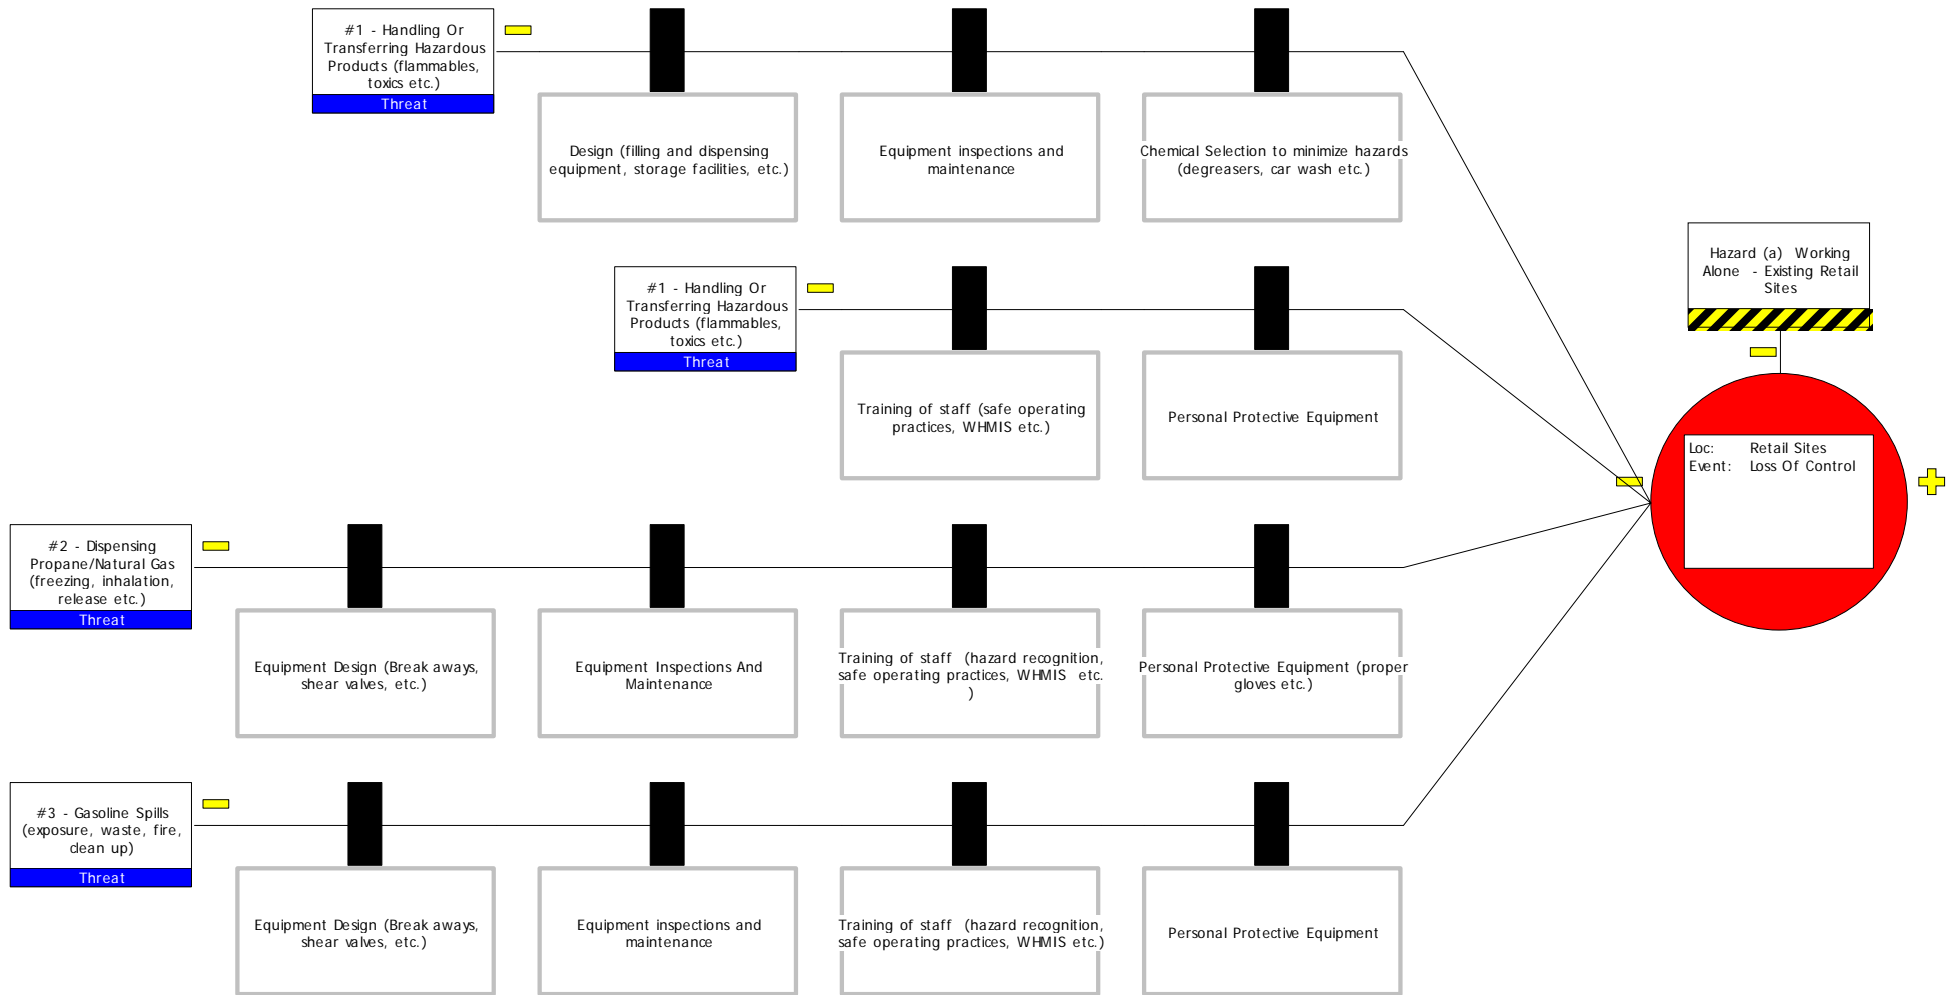 #1 - Handling Or
Transferring Hazardous
Products (flammables,
toxics etc.)
Threat
Design (filling and dispensing
equipment, storage facilities, etc.)
Equipment inspections and
maintenance
Chemical Selection to minimize hazards
(degreasers, car wash etc.)
Hazard (a) Working
Alone - Existing Retail
Sites
#1 - Handling Or
Transferring Hazardous
Products (flammables,
toxics etc.)
Threat
Training of staff (safe operating
practices, WHMIS etc.)
Personal Protective Equipment
Loc: Retail Sites
Event: Loss Of Control
#2 - Dispensing
Propane/Natural Gas
(freezing, inhalation,
release etc.)
Threat
Equipment Design (Break aways,
shear valves, etc.)
Equipment Inspections And
Maintenance
Training of staff (hazard recognition,
safe operating practices, WHMIS etc.
)
Personal Protective Equipment (proper
gloves etc.)
#3 - Gasoline Spills
(exposure, waste, fire,
clean up)
Threat
Equipment Design (Break aways,
shear valves, etc.)
Equipment inspections and
maintenance
Training of staff (hazard recognition,
safe operating practices, WHMIS etc.)
Personal Protective Equipment